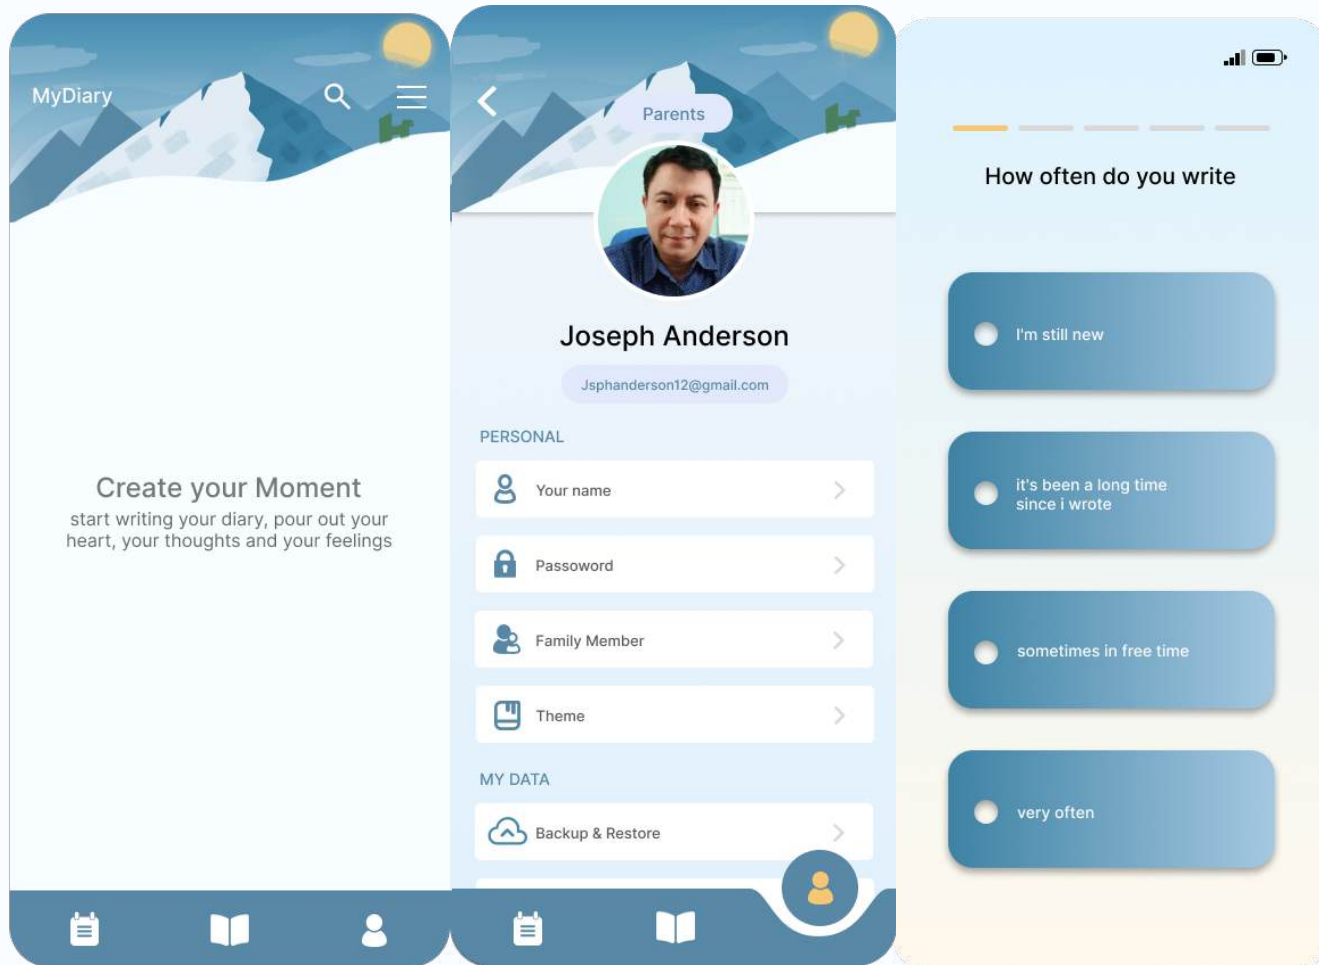 MyDiary
Create your Moment
start writing your diary, pour out your
heart, your thoughts and your feelings
Parents
Joseph Anderson
Jsphanderson12@gmail.com
PERSONAL
Your name
Passoword
Family Member
Theme
MY DATA
Backup & Restore
How often do you write
I'm still new
it's been a long time
since i wrote
sometimes in free time
very often